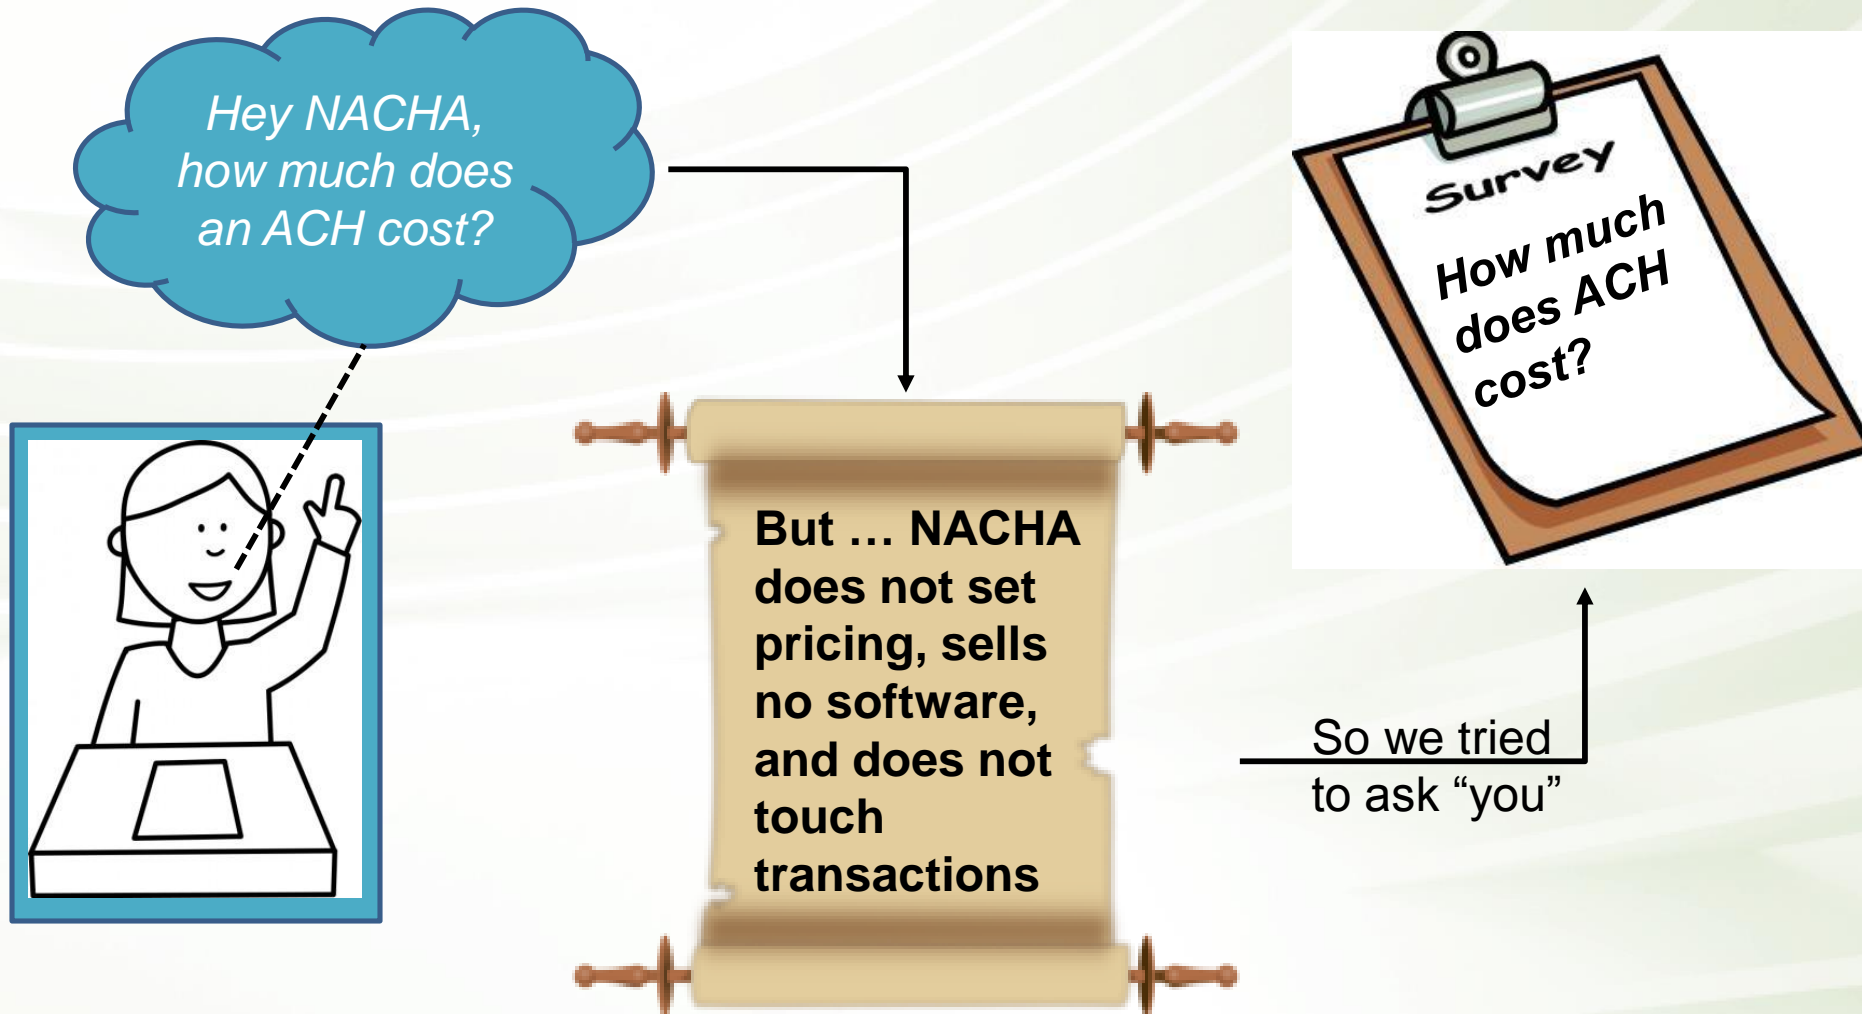 Hey NACHA,
how much does
an ACH cost?
But … NACHA
does not set
pricing, sells
no software,
and does not
touch
transactions
So we tried
to ask “you”
Survey
How much
does ACH
cost?